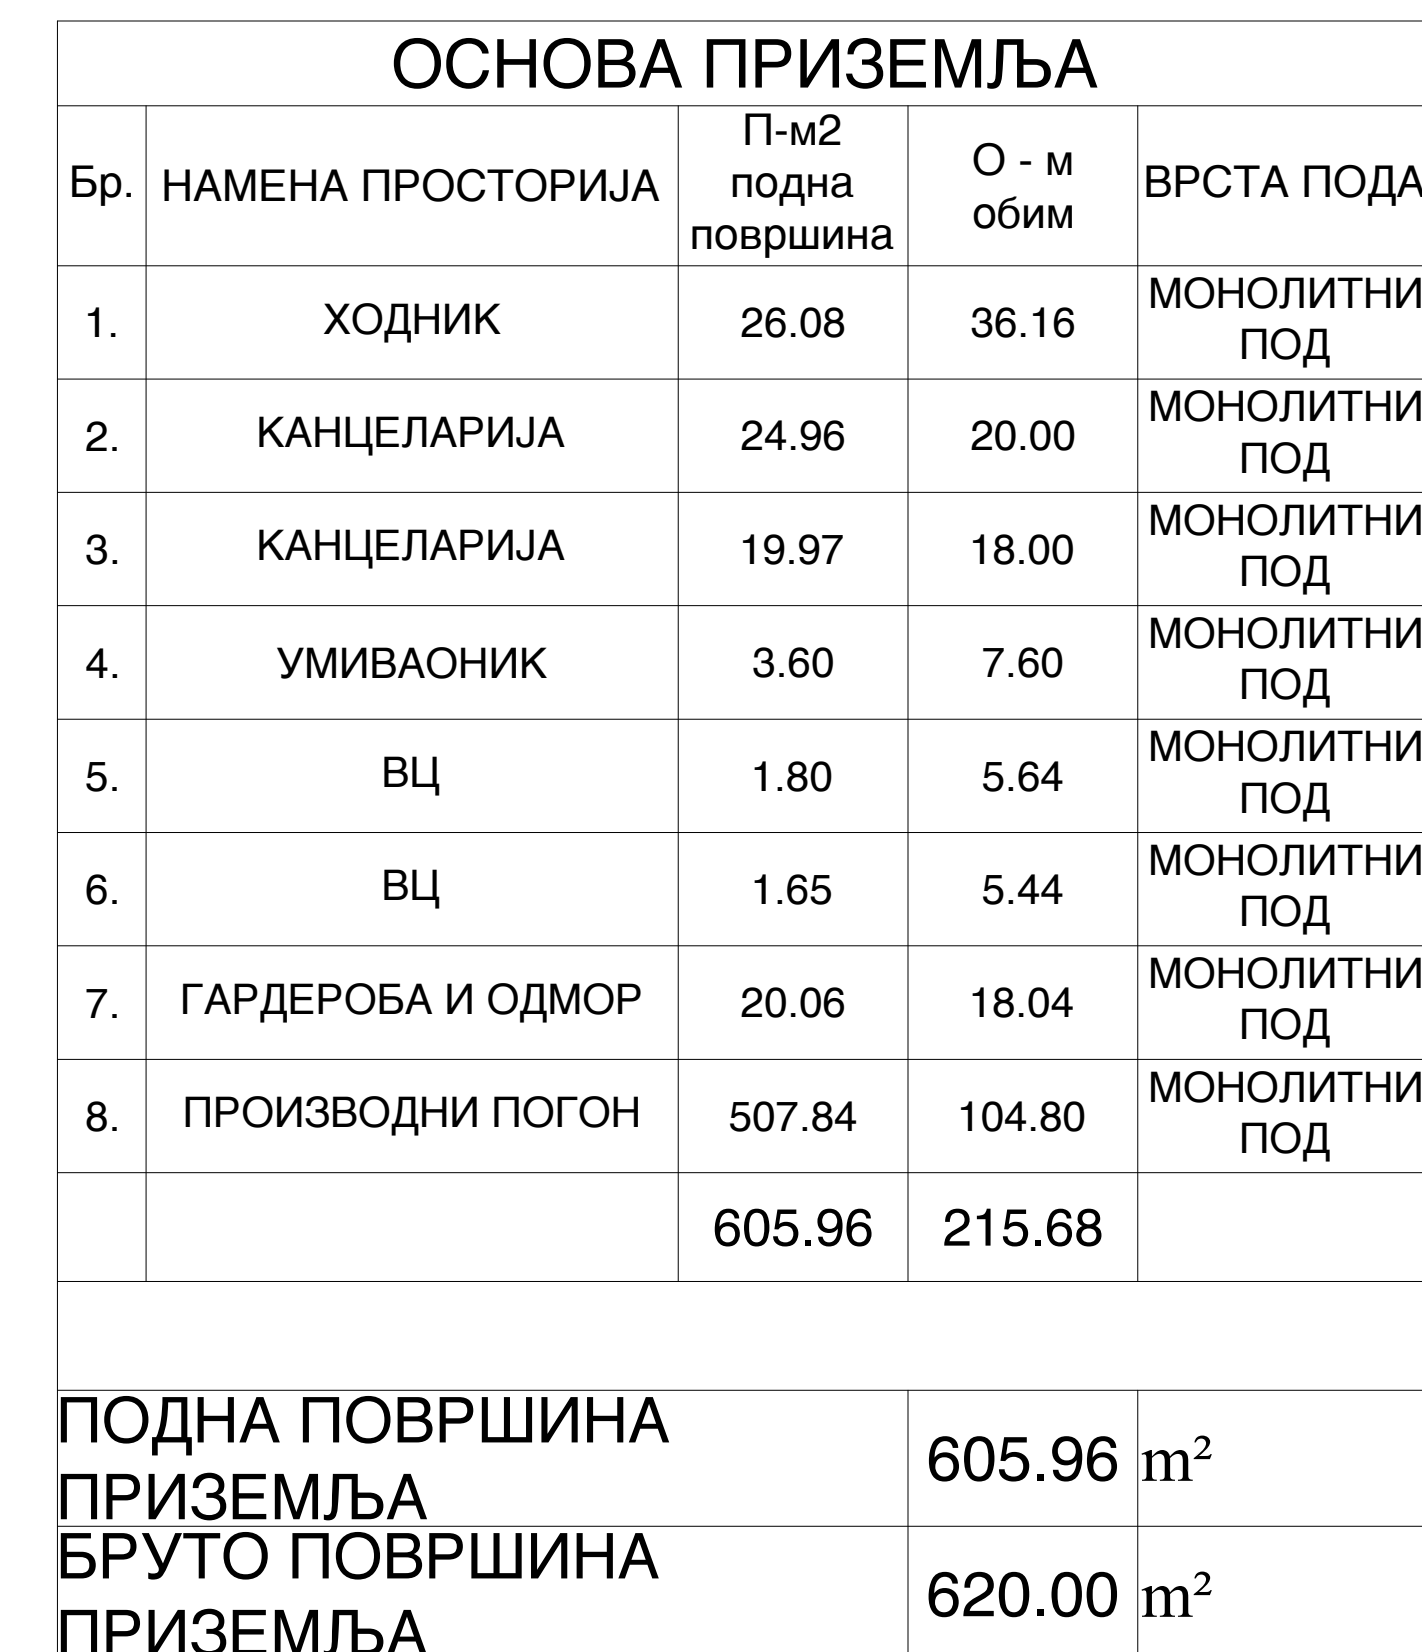 ОСНОВА ПРИЗЕМЉА
Бр.
НАМЕНА ПРОСТОРИЈА
П-м2
подна
површина
О - м
обим
ВРСТА ПОДА
1.
ХОДНИК
26.08
36.16
МОНОЛИТНИ
ПОД
2.
КАНЦЕЛАРИЈА
24.96
20.00
МОНОЛИТНИ
ПОД
3.
КАНЦЕЛАРИЈА
19.97
18.00
МОНОЛИТНИ
ПОД
4.
УМИВАОНИК
3.60
7.60
МОНОЛИТНИ
ПОД
5.
ВЦ
1.80
5.64
МОНОЛИТНИ
ПОД
6.
ВЦ
1.65
5.44
МОНОЛИТНИ
ПОД
7.
ГАРДЕРОБА И ОДМОР
20.06
18.04
МОНОЛИТНИ
ПОД
8.
ПРОИЗВОДНИ ПОГОН
507.84
104.80
МОНОЛИТНИ
ПОД
605.96
215.68
ПОДНА ПОВРШИНА
ПРИЗЕМЉА
605.96 m²
БРУТО ПОВРШИНА
ПРИЗЕМЉА
620.00 m²